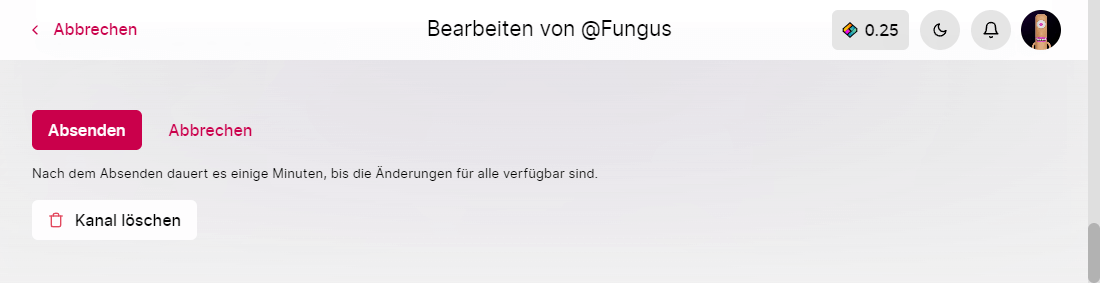 Abbrechen
Bearbeiten von @Fungus
0.25
Absenden
Abbrechen
Nach dem Absenden dauert es einige Minuten, bis die Änderungen für alle verfügbar sind.
Kanal löschen